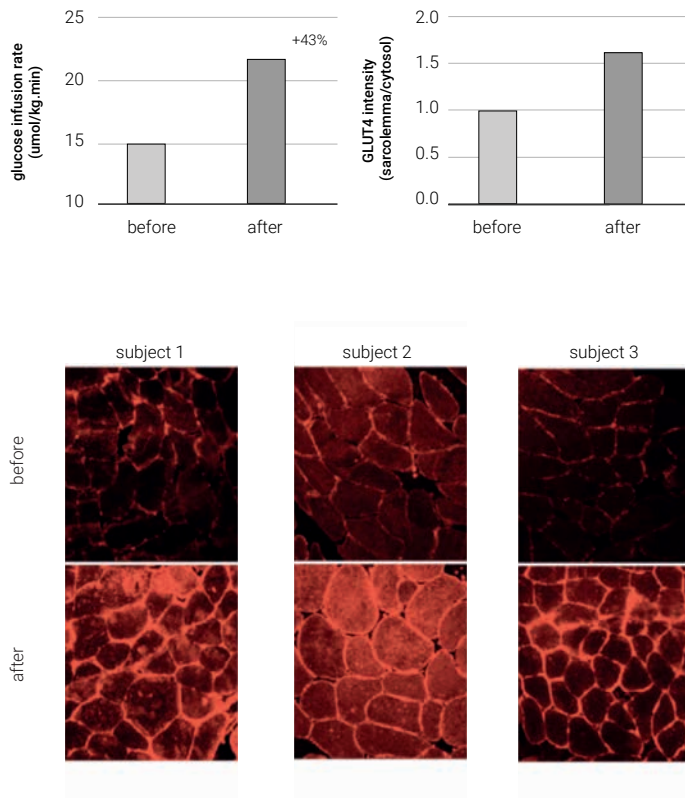 glucose infusion rate
(umol/kg.min)
25
20
15
10
+43%
before
after
GLUT4 intensity
(sarcolemma/cytosol)
2.0
1.5
1.0
0.5
0.0
before
after
subject 1
subject 2
subject 3
before
after